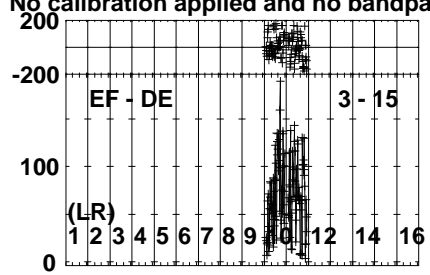 No calibration applied and no bandpa
200
-200
EF - DE 3 - 15
100
(LR)
0
1 2 3 4 5 6 7 8 9 0 12 14 16